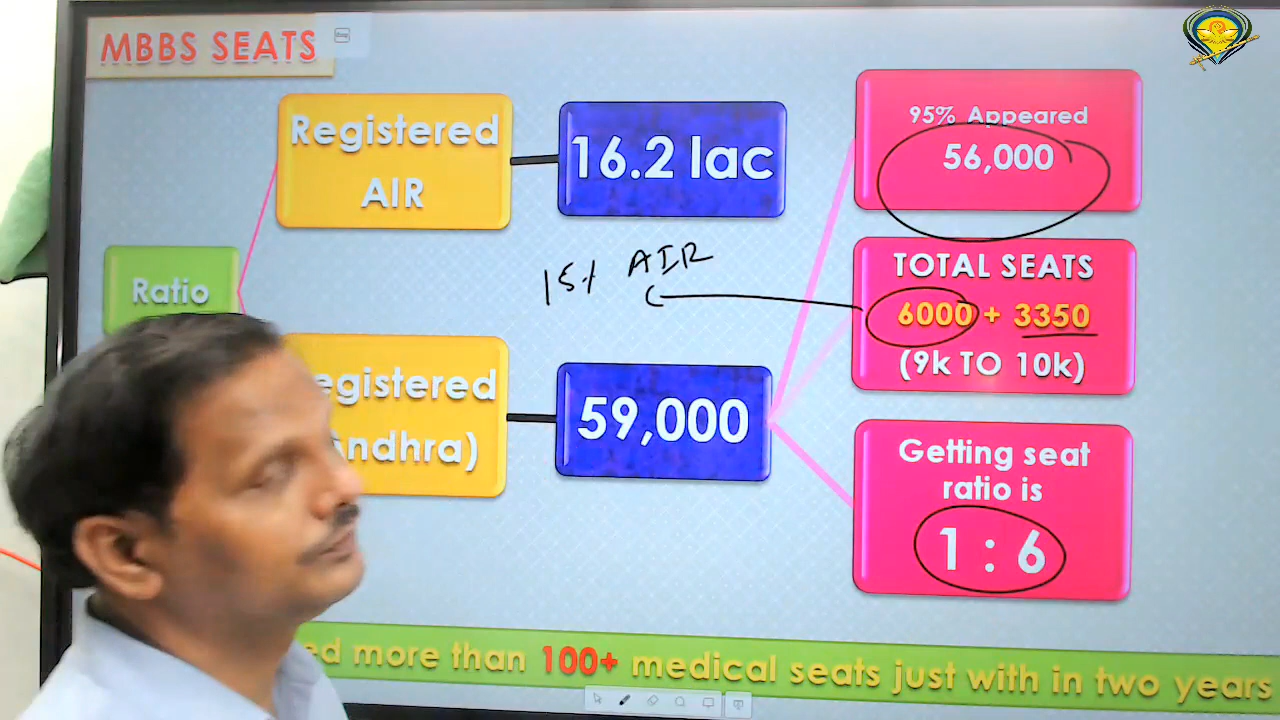 MBBS SEATS
Registered
AIR
16.2 lac
95% Appeared
56,000
15% AIR
TOTAL SEATS
6000 + 3350
(9k TO 10k)
Ratio
egistered
ndhra)
59,000
Getting seat
ratio is
1 : 6
ed more than 100+ medical seats just with in two years